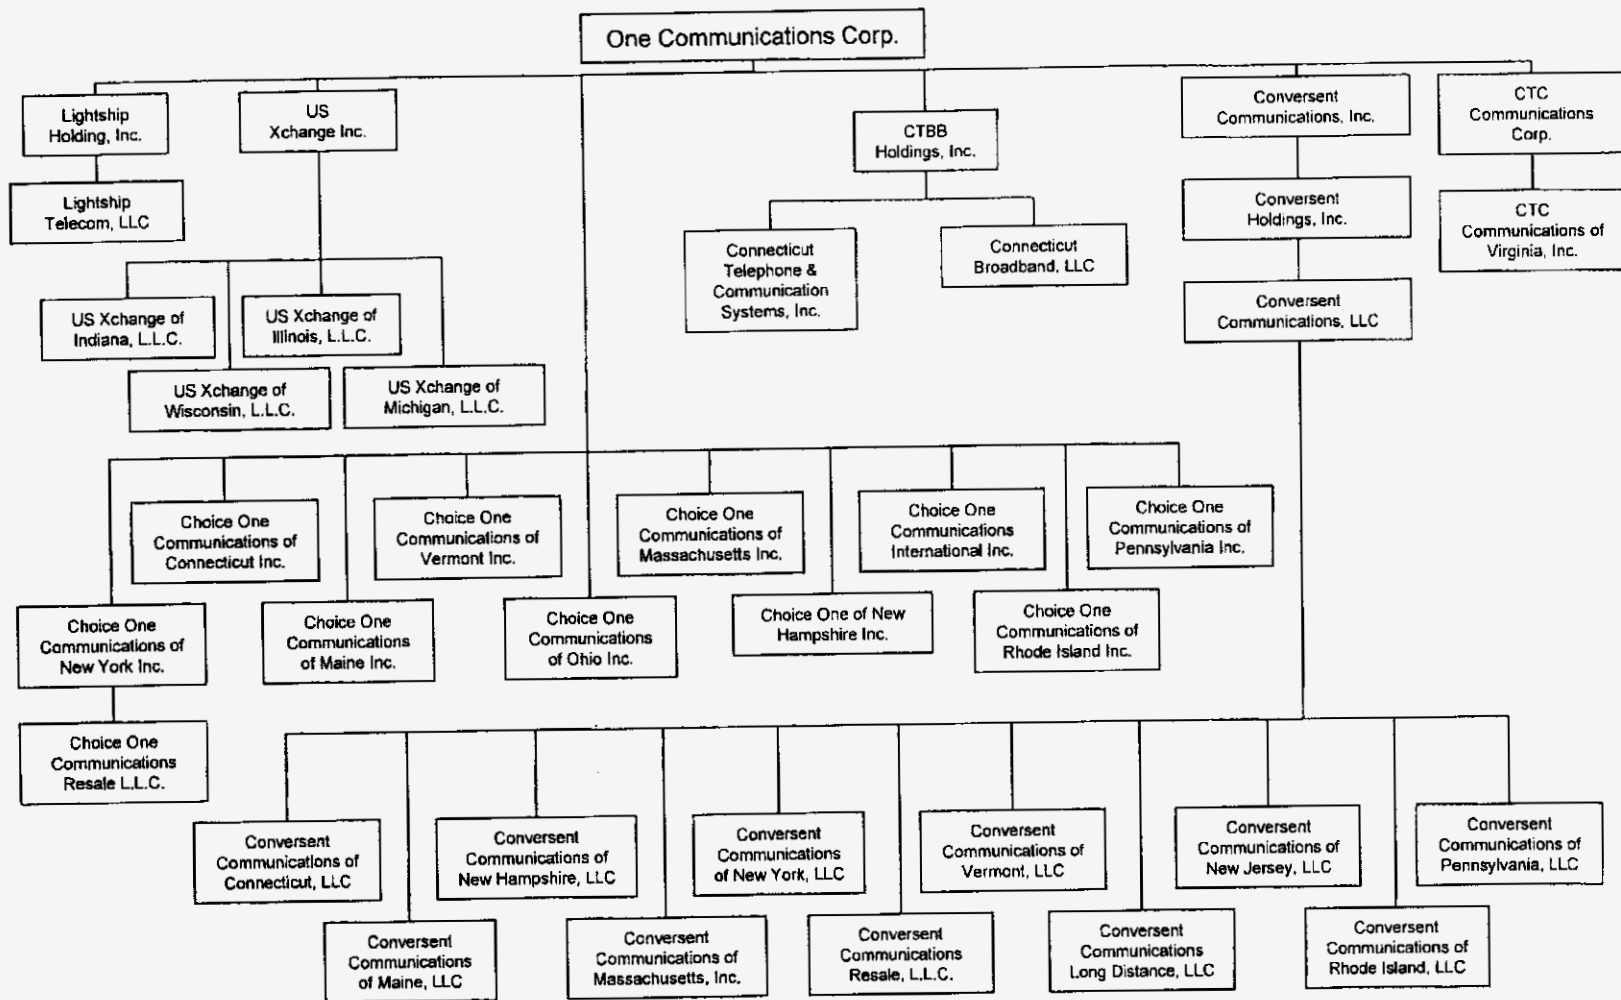 One Communications Corp.
Lightship
Holding, Inc.
US
Xchange Inc.
CTBB
Holdings, Inc.
Conversent
Communications, Inc.
CTC
Communications
Corp.
Lightship
Telecom, LLC
Conversent
Holdings, Inc.
CTC
Communications of
Virginia, Inc.
Connecticut
Telephone &
Communication
Systems, Inc.
Connecticut
Broadband, LLC
Conversent
Communications, LLC
US Xchange of
Indiana, L.L.C.
US Xchange of
Illinois, L.L.C.
US Xchange of
Wisconsin, L.L.C.
US Xchange of
Michigan, L.L.C.
Choice One
Communications of
Connecticut Inc.
Choice One
Communications of
Vermont Inc.
Choice One
Communications of
Massachusetts Inc.
Choice One
Communications
International Inc.
Choice One
Communications of
Pennsylvania Inc.
Choice One
Communications of
New York Inc.
Choice One
Communications
of Maine Inc.
Choice One
Communications
of Ohio Inc.
Choice One of New
Hampshire Inc.
Choice One
Communications of
Rhode Island Inc.
Choice One
Communications
Resale L.L.C.
Conversent
Communications of
Connecticut, LLC
Conversent
Communications of
New Hampshire, LLC
Conversent
Communications
of New York, LLC
Conversent
Communications of
Vermont, LLC
Conversent
Communications of
New Jersey, LLC
Conversent
Communications of
Pennsylvania, LLC
Conversent
Communications
of Maine, LLC
Conversent
Communications of
Massachusetts, Inc.
Conversent
Communications
Resale, L.L.C.
Conversent
Communications
Long Distance, LLC
Conversent
Communications of
Rhode Island, LLC